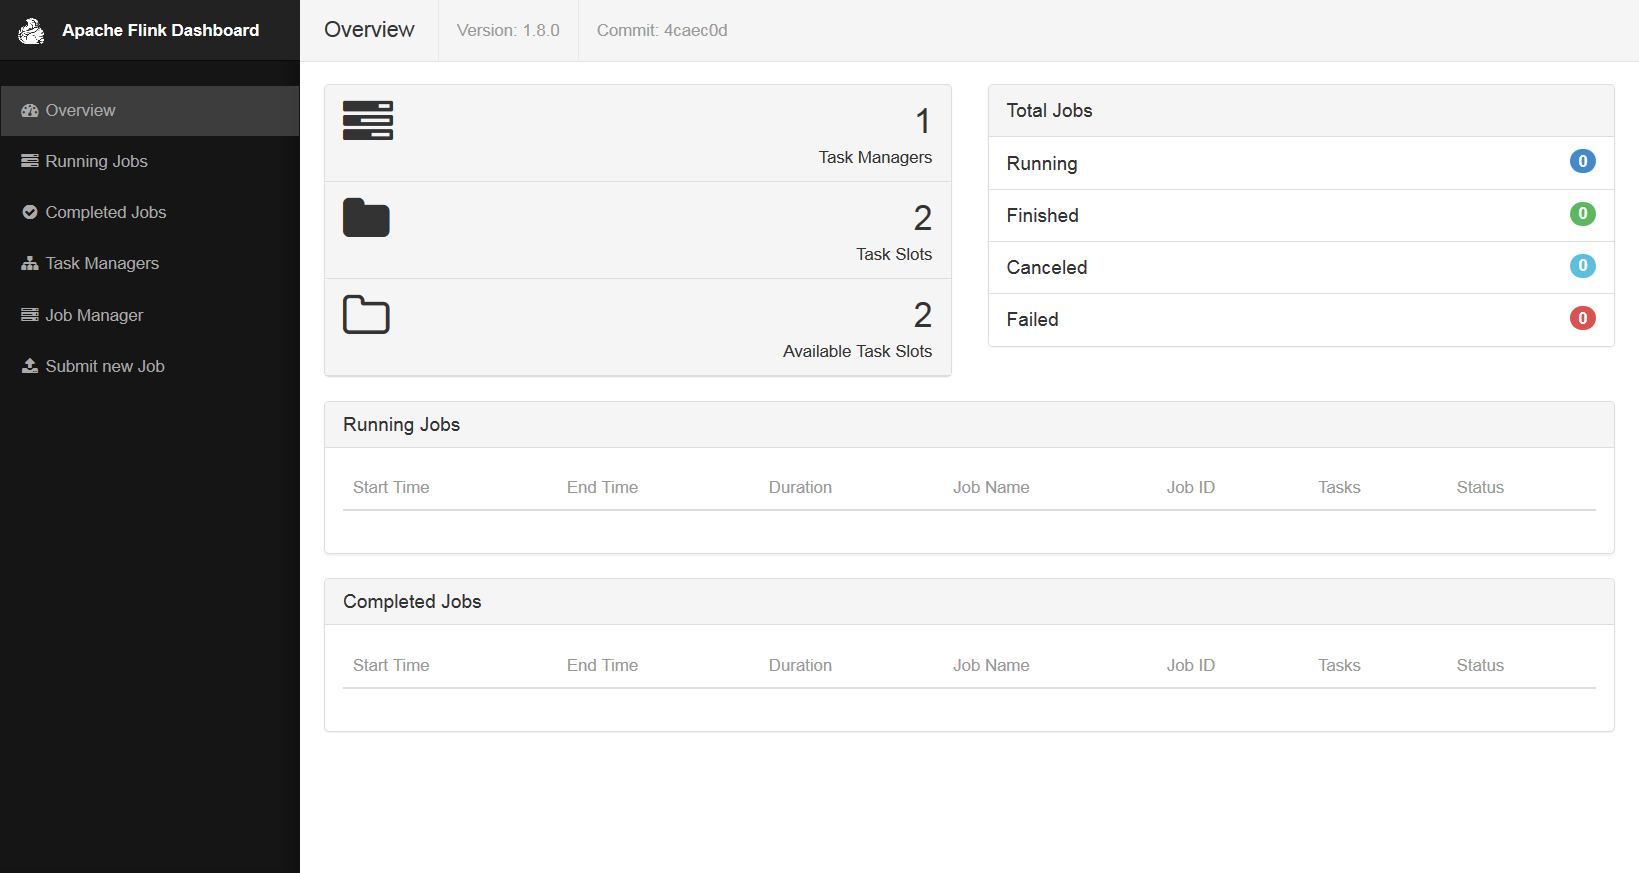 Apache Flink Dashboard
Overview
Running Jobs
Completed Jobs
Task Managers
Job Manager
Submit new Job
Overview
Version: 1.8.0
Commit: 4caec0d
1
Task Managers
2
Task Slots
2
Available Task Slots
Total Jobs
Running 0
Finished 0
Canceled 0
Failed 0
Running Jobs
Start Time End Time Duration Job Name Job ID Tasks Status
Completed Jobs
Start Time End Time Duration Job Name Job ID Tasks Status